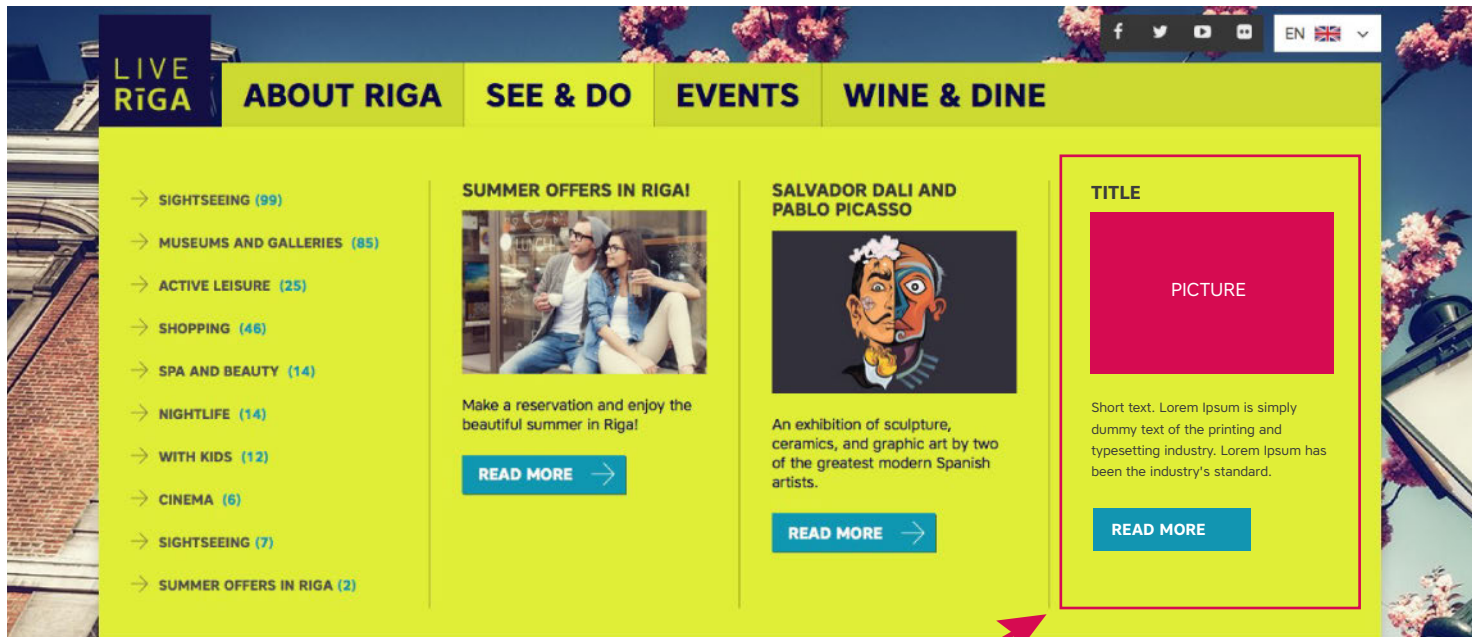 f
EN
LIVE
RīGA
ABOUT RIGA
SEE & DO
EVENTS
WINE & DINE
SIGHTSEEING (99)
MUSEUMS AND GALLERIES (85)
ACTIVE LEISURE (25)
SHOPPING (46)
SPA AND BEAUTY (14)
NIGHTLIFE (14)
WITH KIDS (12)
CINEMA (6)
SIGHTSEEING (7)
SUMMER OFFERS IN RIGA (2)
SUMMER OFFERS IN RIGA!
LUNCH
Make a reservation and enjoy the
beautiful summer in Riga!
READ MORE
SALVADOR DALI AND
PABLO PICASSO
An exhibition of sculpture,
ceramics, and graphic art by two
of the greatest modern Spanish
artists.
READ MORE
TITLE
PICTURE
Short text. Lorem Ipsum is simply
dummy text of the printing and
typesetting industry. Lorem Ipsum has
been the industry's standard.
READ MORE